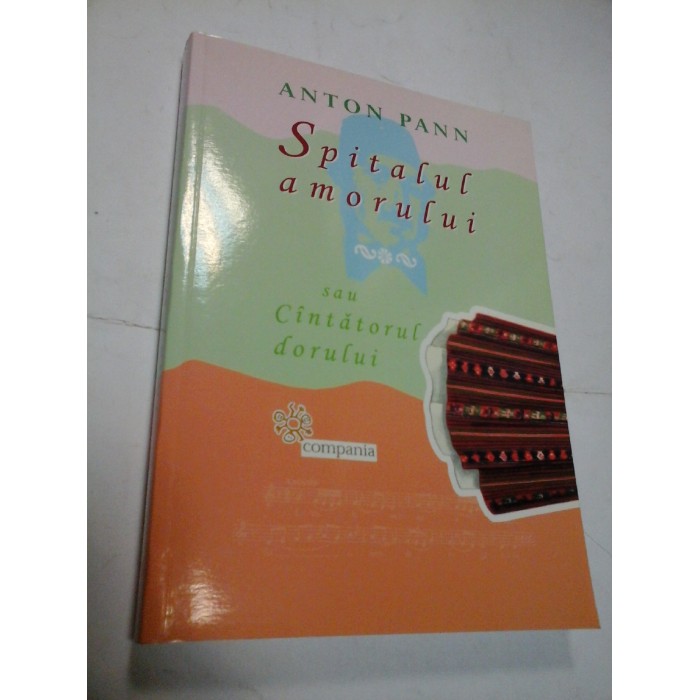 ANTON PANN
Spitalul
amorului
sau
Cîntătorul
dorului
compania